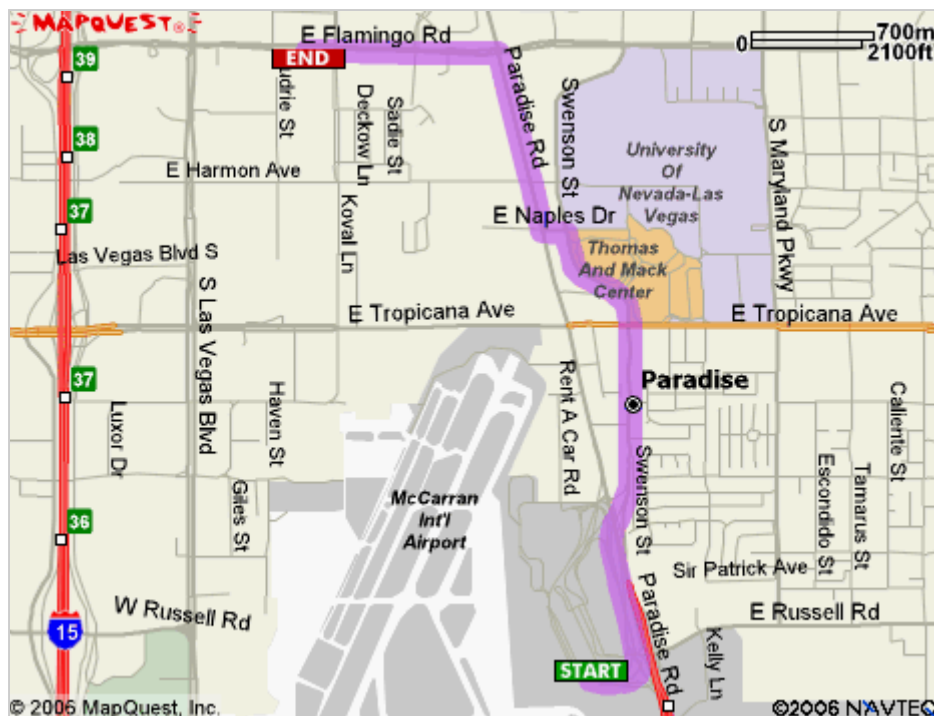 MAPQUEST
E Flamingo Rd
0
700m
2100ft
39
END
Paradise Rd
Swenson St
udrie St
Deckow Ln
Sadie St
38
E Harmon Ave
University
Of
Nevada-Las
Vegas
S Maryland Pkwy
37
Koval Ln
E Naples Dr
Las Vegas Blvd S
Thomas
And Mack
Center
S Las Vegas Blvd
E Tropicana Ave
E Tropicana Ave
37
Paradise
Luxor Dr
Haven St
Rent A Car Rd
Caliente St
McCarran
Int'l
Airport
Swenson St
Escondido St
Tamarus St
Giles St
36
Sir Patrick Ave
W Russell Rd
Paradise Rd
E Russell Rd
15
START
Kelly Ln
© 2006 MapQuest, Inc.
©2006 NAVTEQ